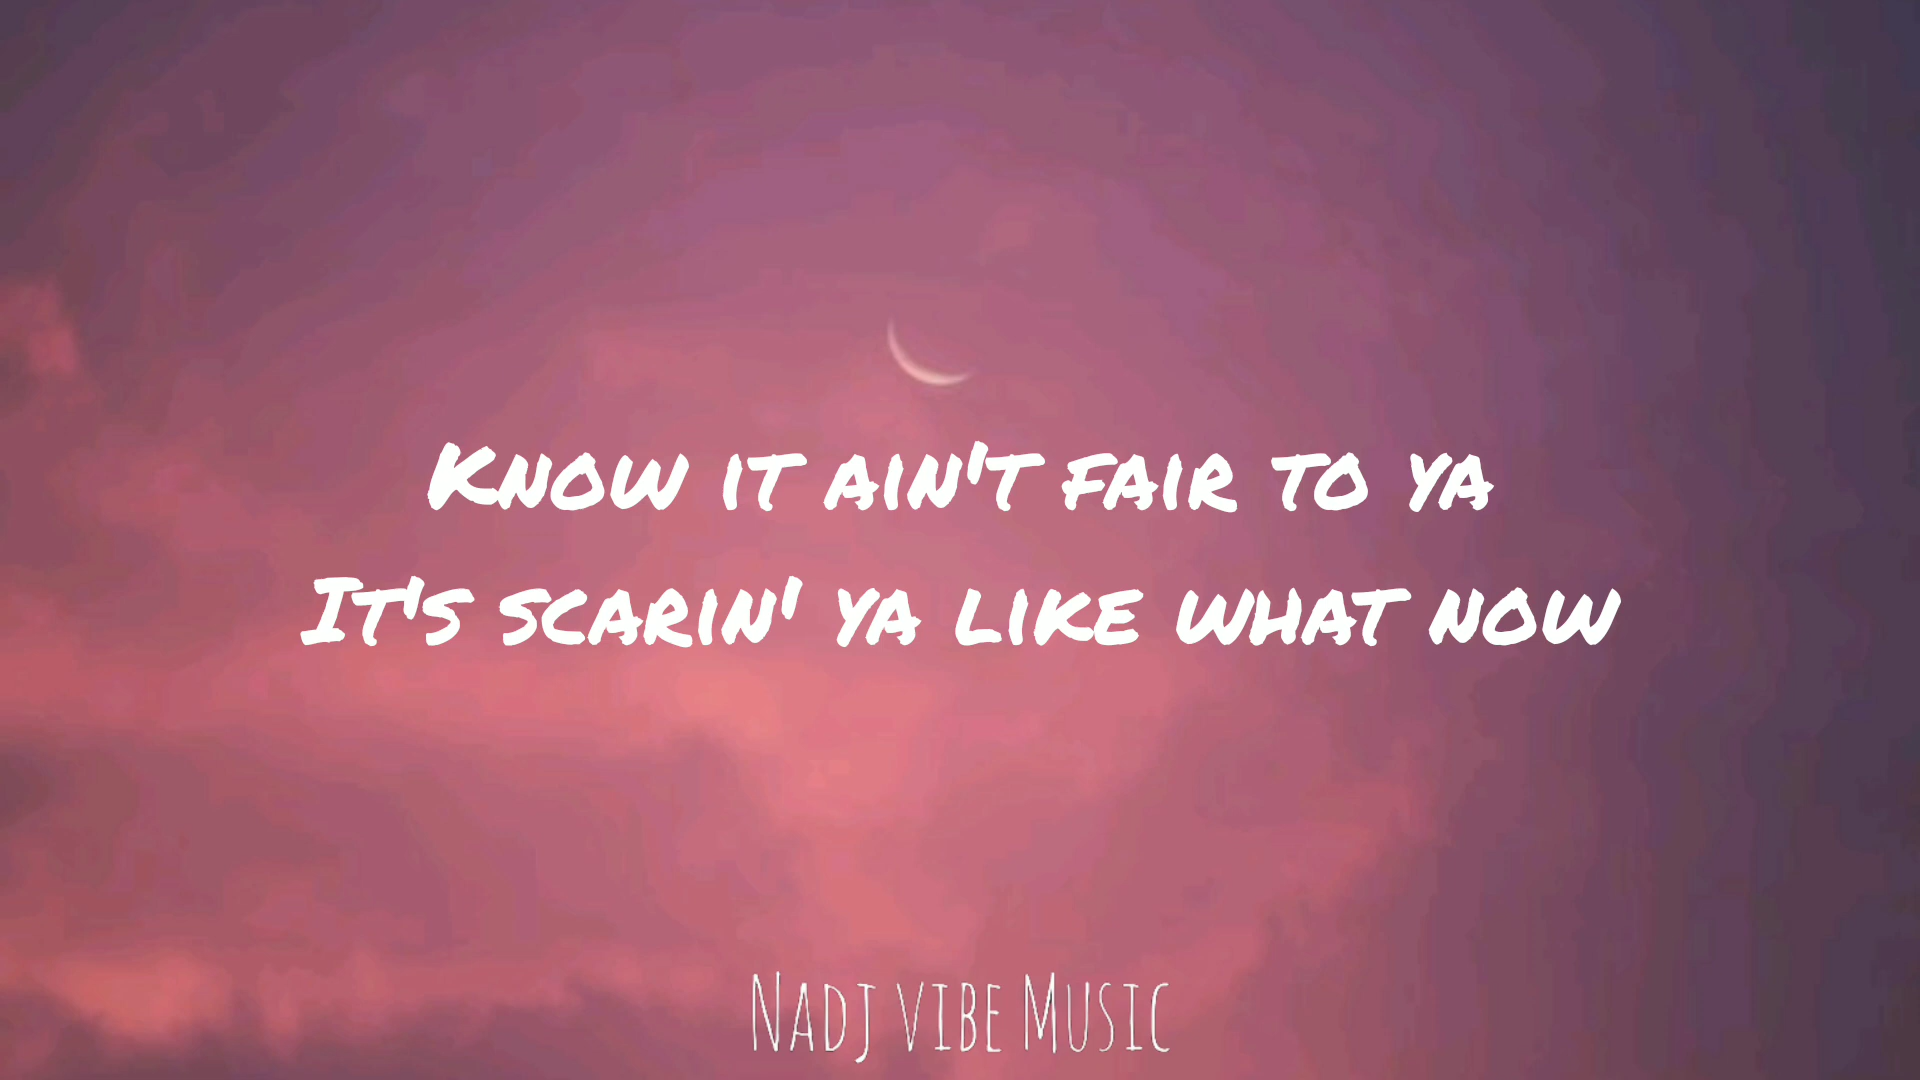 Know it ain't fair to ya
It's scarin' ya like what now
Nadj vibe Music